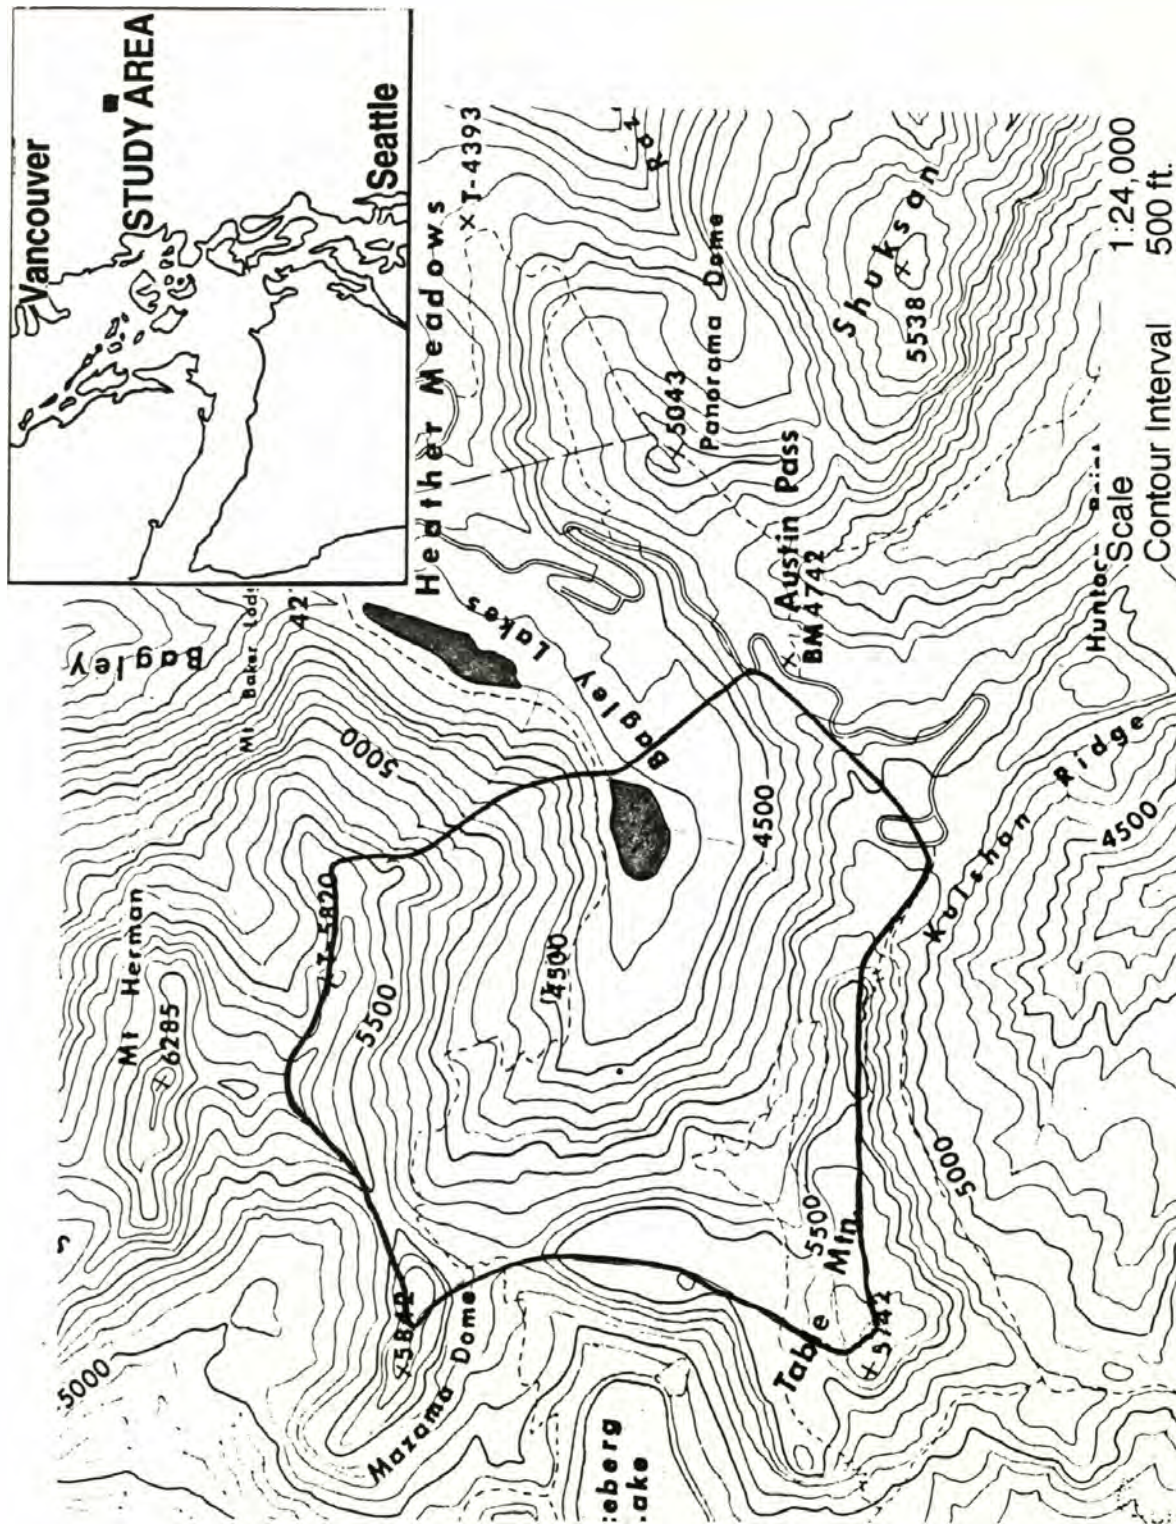 Vancouver
STUDY AREA
Seattle
Heather Meadows
T-4393
Bagley
Mt Baker
42
Mt Herman
6285
5000
T-5820
5500
4500
Bagley Lakes
5043
Panorama Dome
Shuksan
5538
Austin Pass
BM4742
4500
5000
5842
Mazama Dome
5500
Table Mtn.
5742
5000
Kulshan Ridge
4500
Scale 1:24,000
Contour Interval 500 ft.